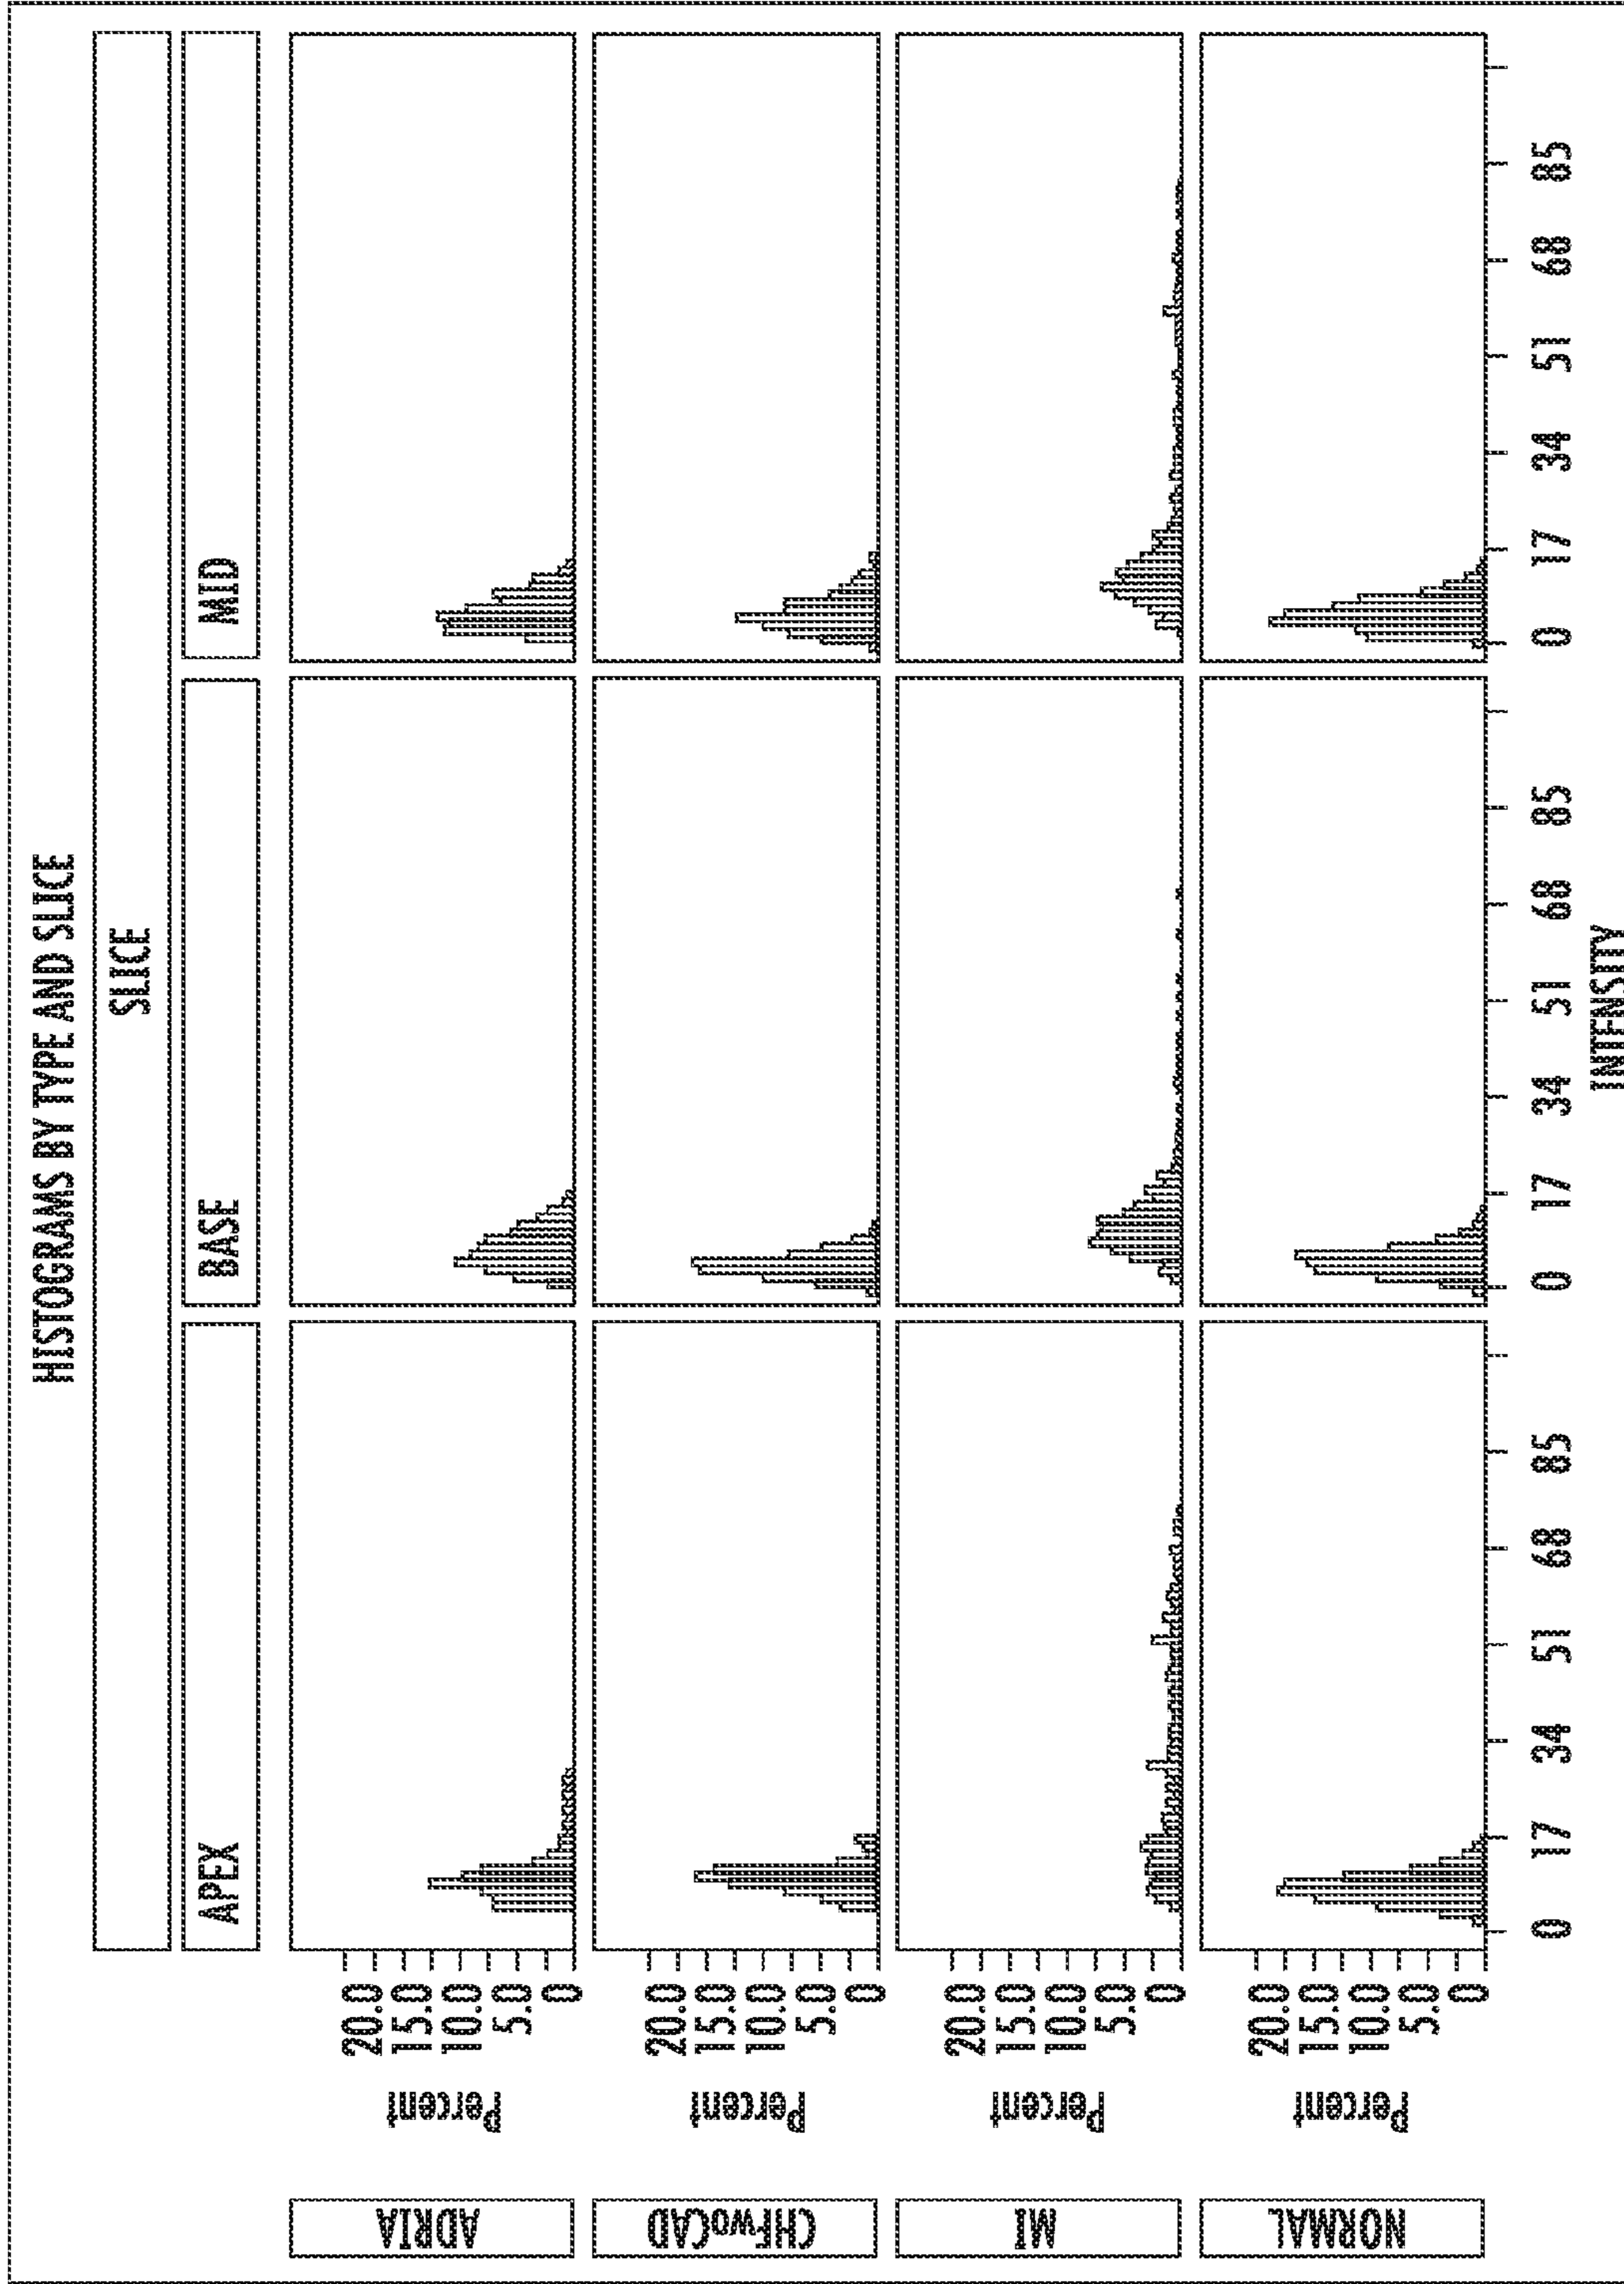 HISTOGRAMS BY TYPE AND SLICE
SLICE
APEX BASE MID
ADRIA
Percent
20.0
15.0
10.0
5.0
0
CHFwoCAD
Percent
20.0
15.0
10.0
5.0
0
MI
Percent
20.0
15.0
10.0
5.0
0
NORMAL
Percent
20.0
15.0
10.0
5.0
0
0 17 34 51 68 85 0 17 34 51 68 85 0 17 34 51 68 85
INTENSITY